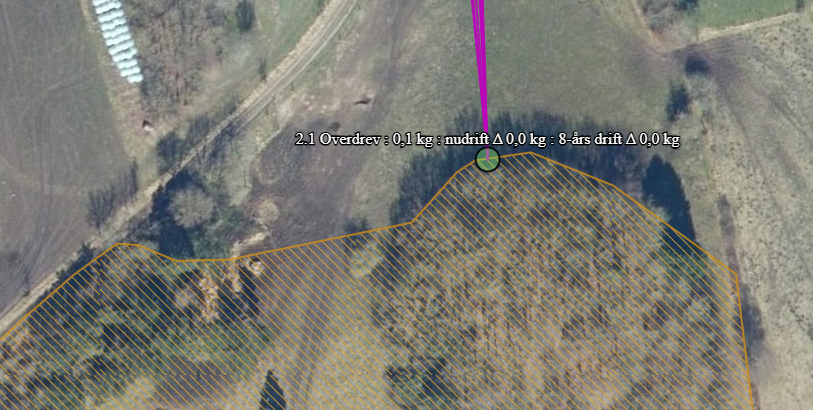 2.1 Overdrev : 0,1 kg : nudrift Δ 0,0 kg : 8-års drift Δ 0,0 kg